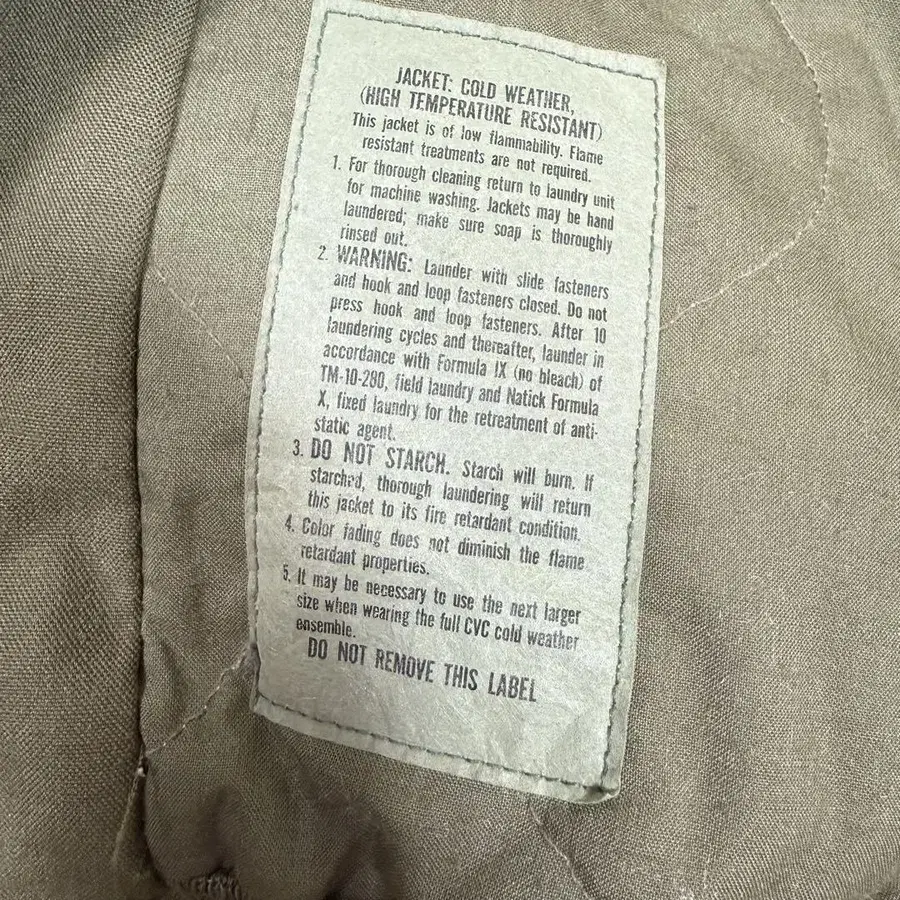 JACKET: COLD WEATHER,
(HIGH TEMPERATURE RESISTANT)
This jacket is of low flammability. Flame
resistant treatments are not required.
1. For thorough cleaning return to laundry unit
for machine washing. Jackets may be hand
laundered; make sure soap is thoroughly
rinsed out.
2. WARNING: Launder with slide fasteners
and hook and loop fasteners closed. Do not
press hook and loop fasteners. After 10
laundering cycles and thereafter, launder in
accordance with Formula IX (no bleach) of
TM-10-280, field laundry and Natick Formula
X, fixed laundry for the retreatment of anti-
static agent.
3. DO NOT STARCH. Starch will burn. If
starched, thorough laundering will return
this jacket to its fire retardant condition.
4. Color fading does not diminish the flame
retardant properties.
5. It may be necessary to use the next larger
size when wearing the full CVC cold weather
ensemble.
DO NOT REMOVE THIS LABEL